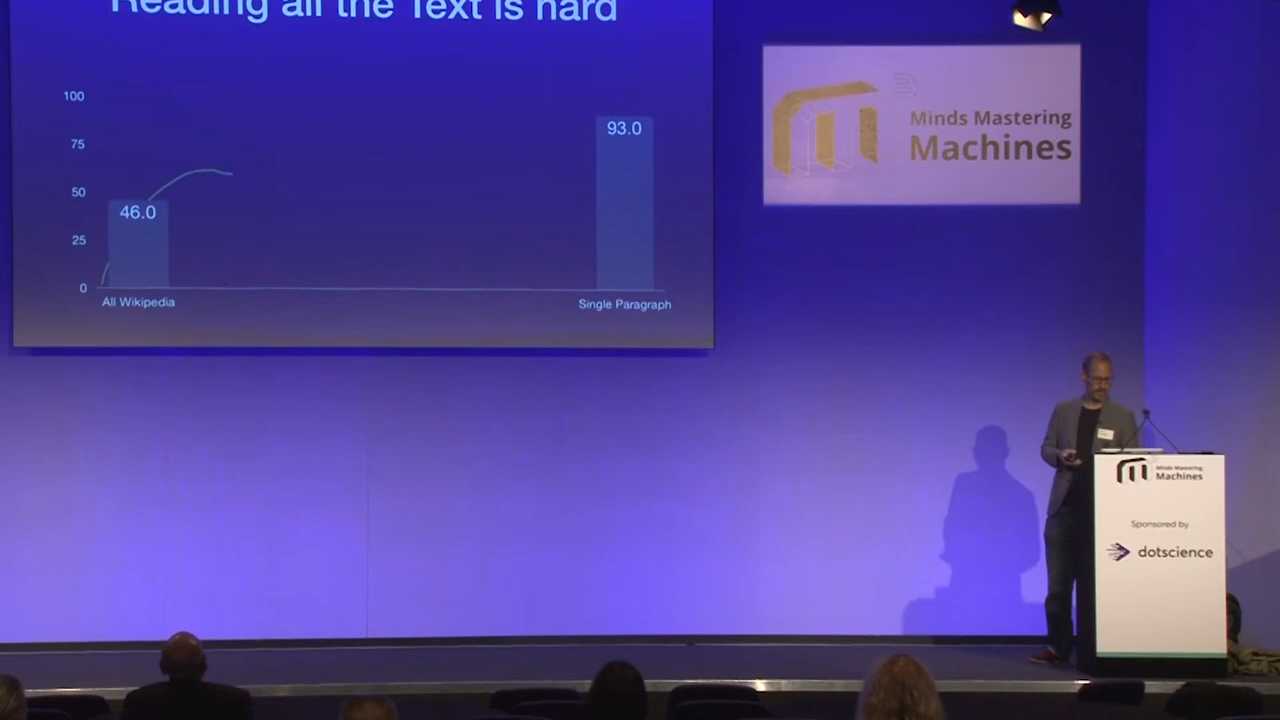 Reading all the Text is hard
100
75
50
25
0
46.0
93.0
All Wikipedia
Single Paragraph
Minds Mastering
Machines
Minds Mastering
Machines
Sponsored by
dotscience